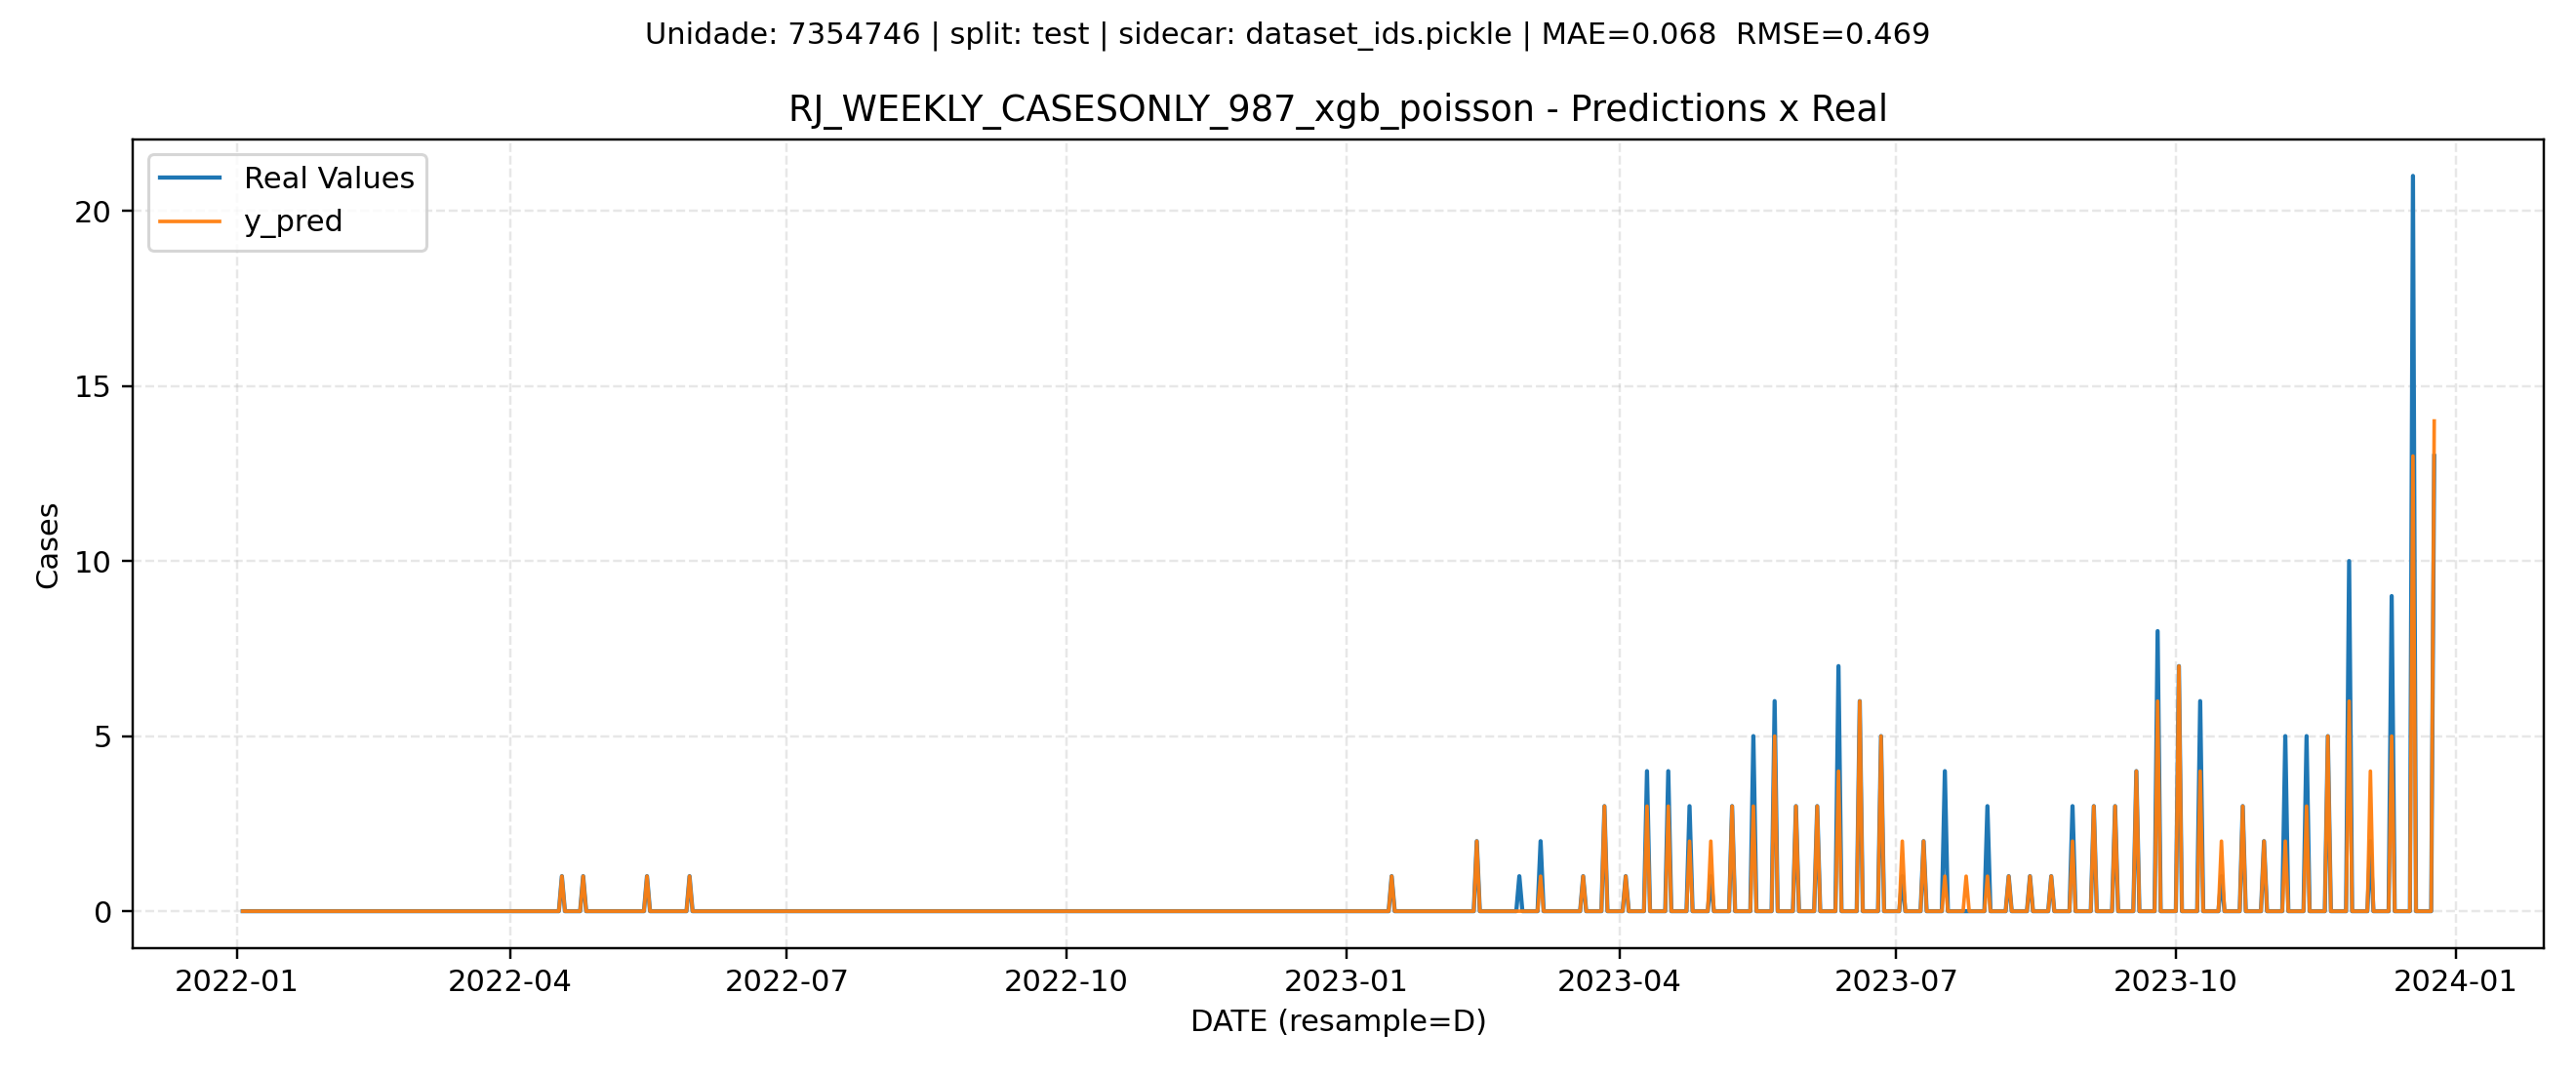 Unidade: 7354746 | split: test | sidecar: dataset_ids.pickle | MAE=0.068  RMSE=0.469
RJ_WEEKLY_CASESONLY_987_xgb_poisson - Predictions x Real
Real Values
y_pred
20
15
10
5
0
Cases
2022-01
2022-04
2022-07
2022-10
2023-01
2023-04
2023-07
2023-10
2024-01
DATE (resample=D)